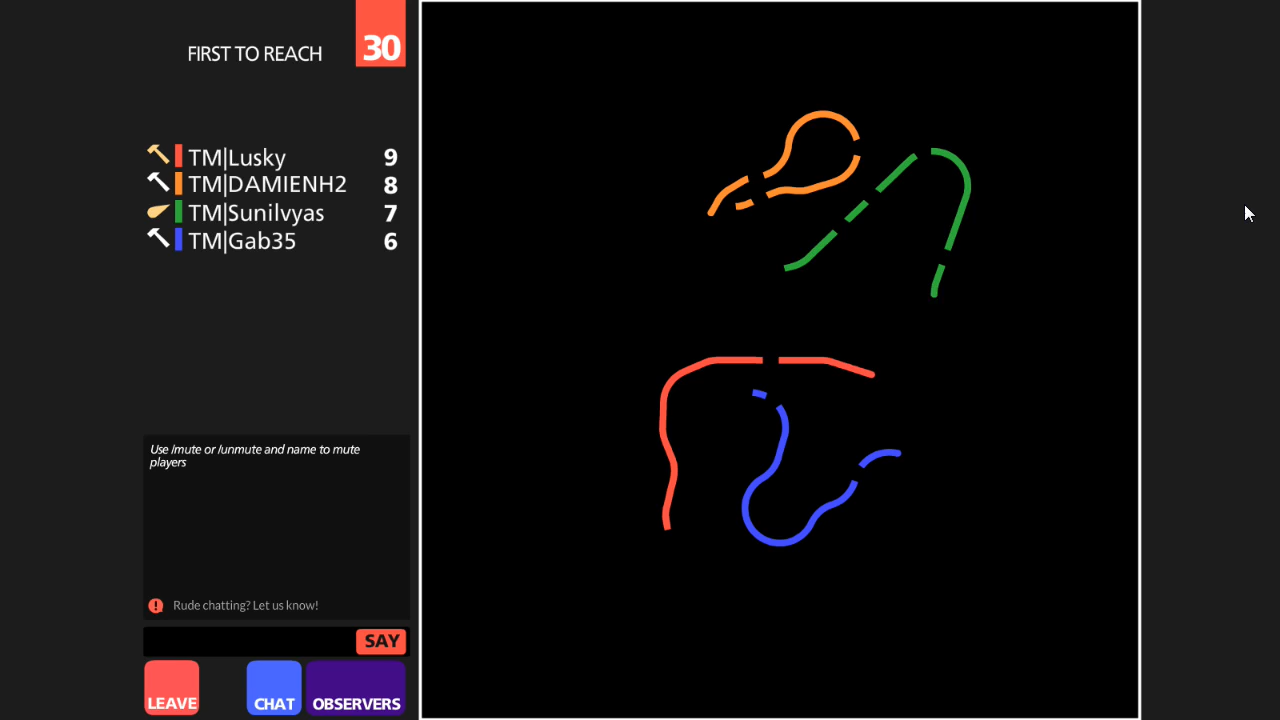 FIRST TO REACH 30
TM|Lusky 9
TM|DAMIENH2 8
TM|Sunilvyas 7
TM|Gab35 6
Use /mute or /unmute and name to mute
players
! Rude chatting? Let us know!
SAY
LEAVE CHAT OBSERVERS